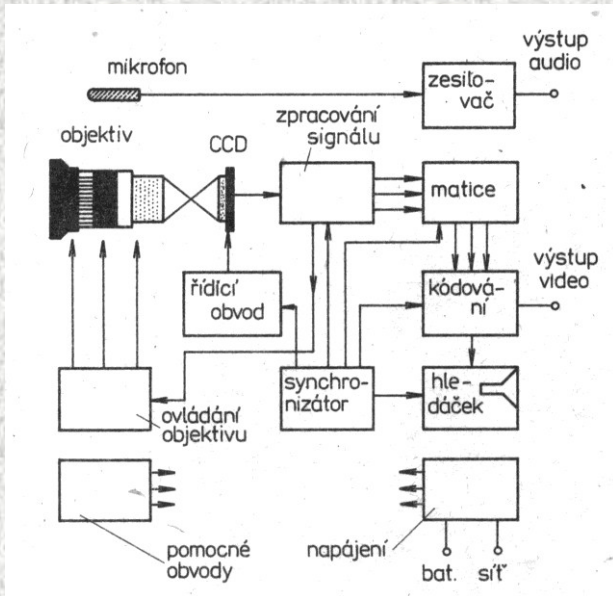 mikrofon
zesilo-
vač
výstup
audio
objektiv
CCD
zpracování
signálu
matice
řídící
obvod
kódová-
ní
výstup
video
ovládání
objektivu
synchro-
nizátor
hle-
dáček
pomocné
obvody
napájení
bat.
síť